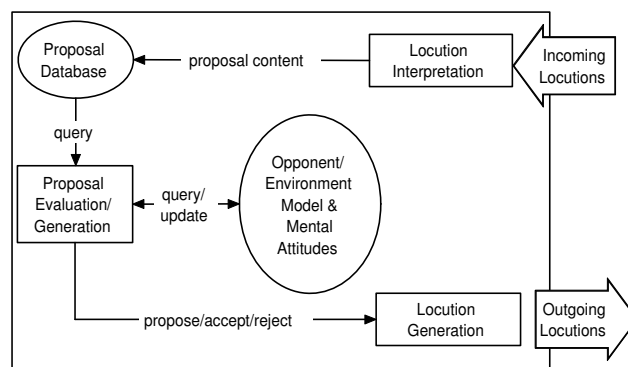 Proposal
Database
proposal content
Locution
Interpretation
Incoming
Locutions
query
Proposal
Evaluation/
Generation
query/
update
Opponent/
Environment
Model &
Mental
Attitudes
propose/accept/reject
Locution
Generation
Outgoing
Locutions